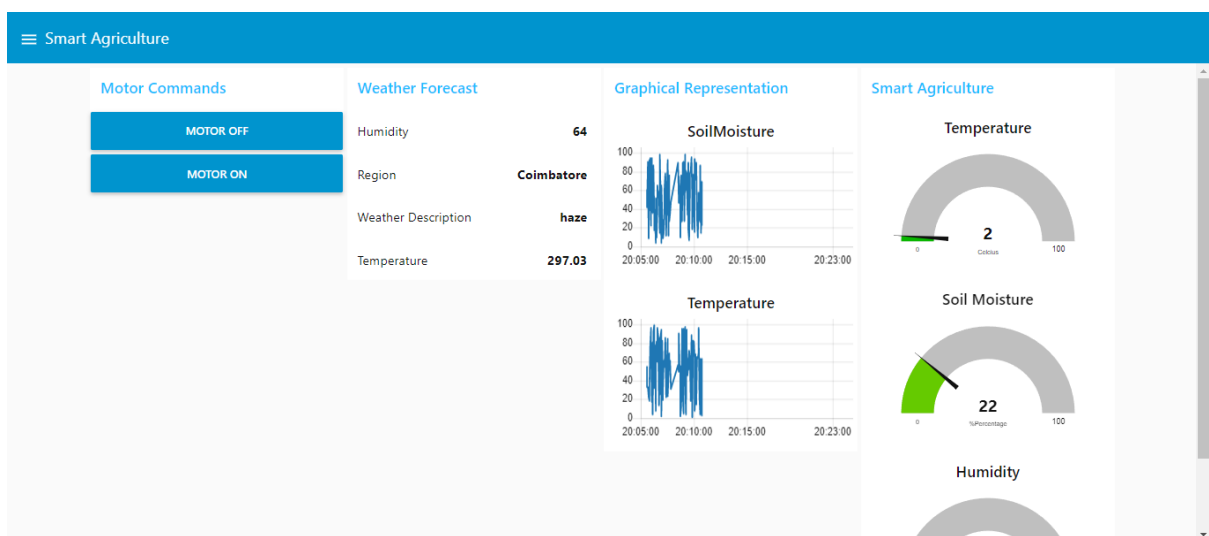 Smart Agriculture
Motor Commands
MOTOR OFF
MOTOR ON
Weather Forecast
Humidity 64
Region Coimbatore
Weather Description haze
Temperature 297.03
Graphical Representation
SoilMoisture
100
80
60
40
20
0
20:05:00 20:10:00 20:15:00 20:23:00
Temperature
100
80
60
40
20
0
20:05:00 20:10:00 20:15:00 20:23:00
Smart Agriculture
Temperature
2
0 Celcius 100
Soil Moisture
22
0 %Percentage 100
Humidity